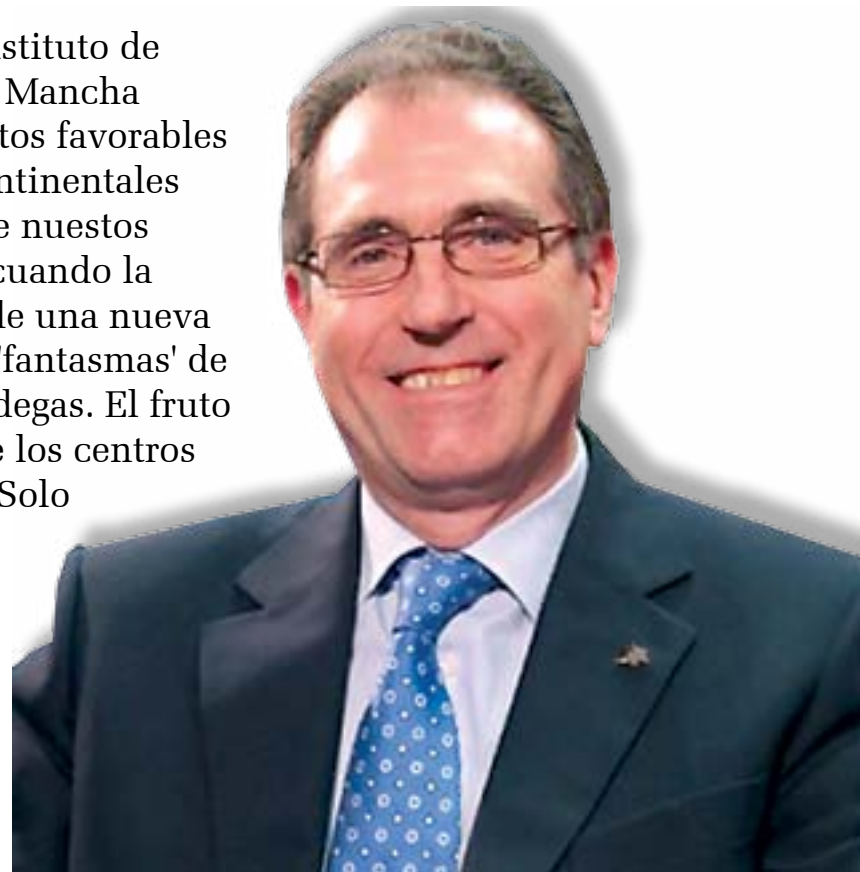 stituto de
Mancha
tos favorables
ntinentales
e nuestos
cuando la
le una nueva
'fantasmas' de
degas. El fruto
e los centros
Solo